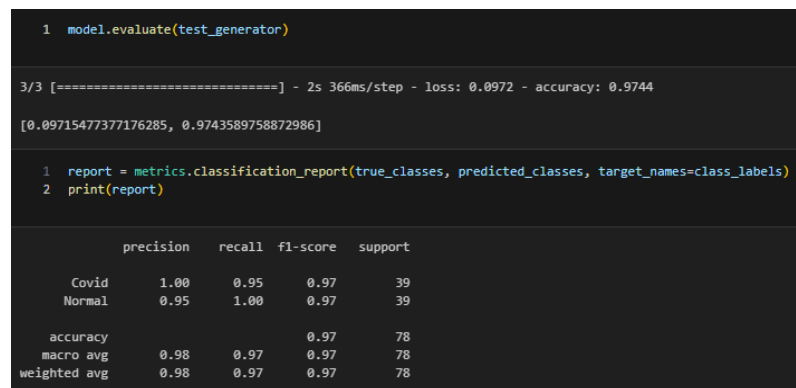 1 model.evaluate(test_generator)
3/3 [==============================] - 2s 366ms/step - loss: 0.0972 - accuracy: 0.9744
[0.09715477377176285, 0.9743589758872986]
1 report = metrics.classification_report(true_classes, predicted_classes, target_names=class_labels)
2 print(report)
precision recall f1-score support
Covid 1.00 0.95 0.97 39
Normal 0.95 1.00 0.97 39
accuracy 0.97 78
macro avg 0.98 0.97 0.97 78
weighted avg 0.98 0.97 0.97 78